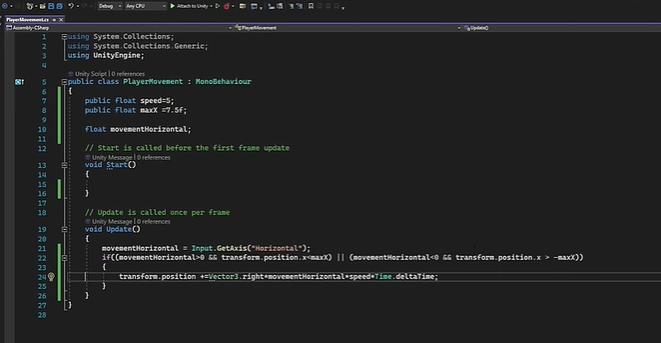 Debug Any CPU Attach to Unity
PlayerMovement.cs
Assembly-CSharp PlayerMovement Update()
1 using System.Collections;
2 using System.Collections.Generic;
3 using UnityEngine;
4
Unity Script | 0 references
5 public class PlayerMovement : MonoBehaviour
6 {
7 public float speed=5;
8 public float maxX =7.5f;
9
10 float movementHorizontal;
11
12 // Start is called before the first frame update
Unity Message | 0 references
13 void Start()
14 {
15
16 }
17
18 // Update is called once per frame
Unity Message | 0 references
19 void Update()
20 {
21 movementHorizontal = Input.GetAxis("Horizontal");
22 if((movementHorizontal>0 && transform.position.x<maxX) || (movementHorizontal<0 && transform.position.x > -maxX))
23 {
24 transform.position +=Vector3.right*movementHorizontal*speed*Time.deltaTime;
25 }
26 }
27 }
28